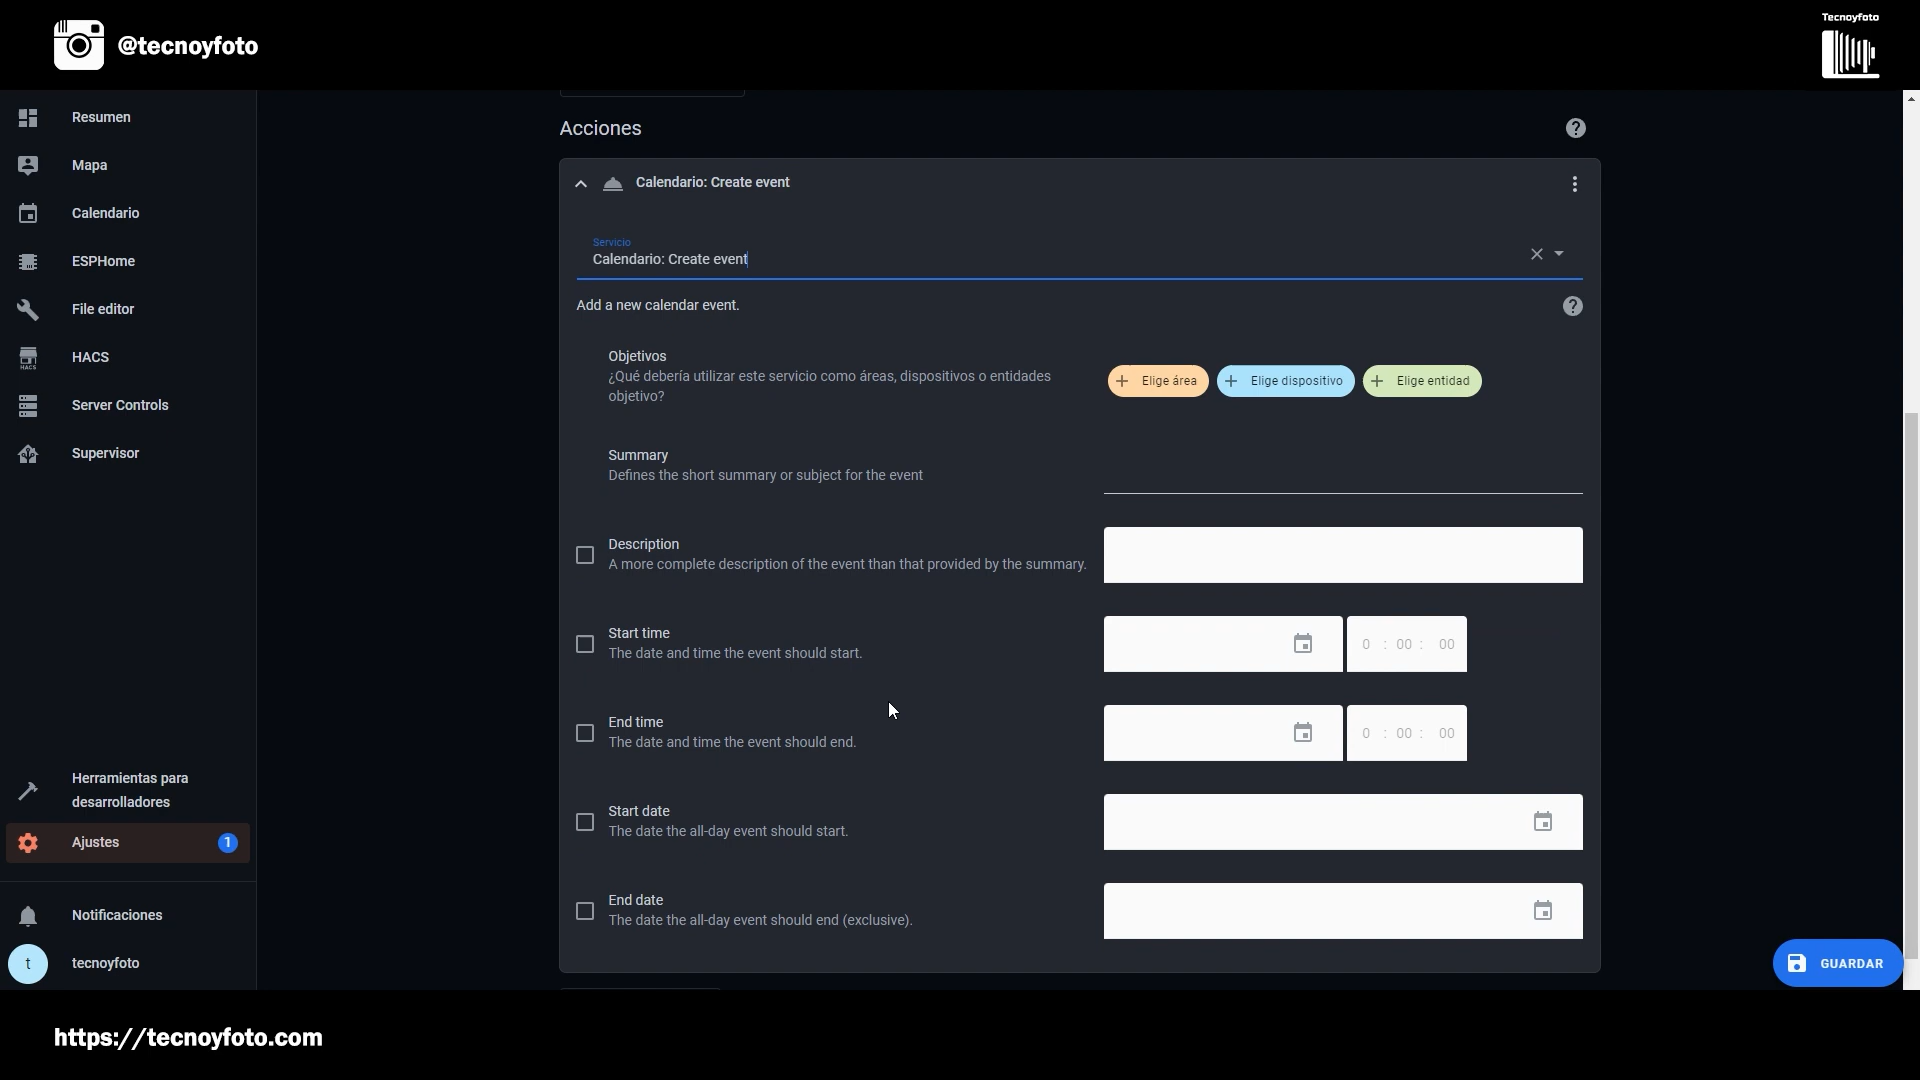 @tecnoyfoto
Tecnoyfoto
Resumen
Mapa
Calendario
ESPHome
File editor
HACS
HACS
Server Controls
Supervisor
Herramientas para
desarrolladores
Ajustes
1
Notificaciones
t
tecnoyfoto
Acciones
Calendario: Create event
Servicio
Calendario: Create event
Add a new calendar event.
Objetivos
¿Qué debería utilizar este servicio como áreas, dispositivos o entidades
objetivo?
Elige área
Elige dispositivo
Elige entidad
Summary
Defines the short summary or subject for the event
Description
A more complete description of the event than that provided by the summary.
Start time
The date and time the event should start.
0 : 00 : 00
End time
The date and time the event should end.
0 : 00 : 00
Start date
The date the all-day event should start.
End date
The date the all-day event should end (exclusive).
GUARDAR
https://tecnoyfoto.com